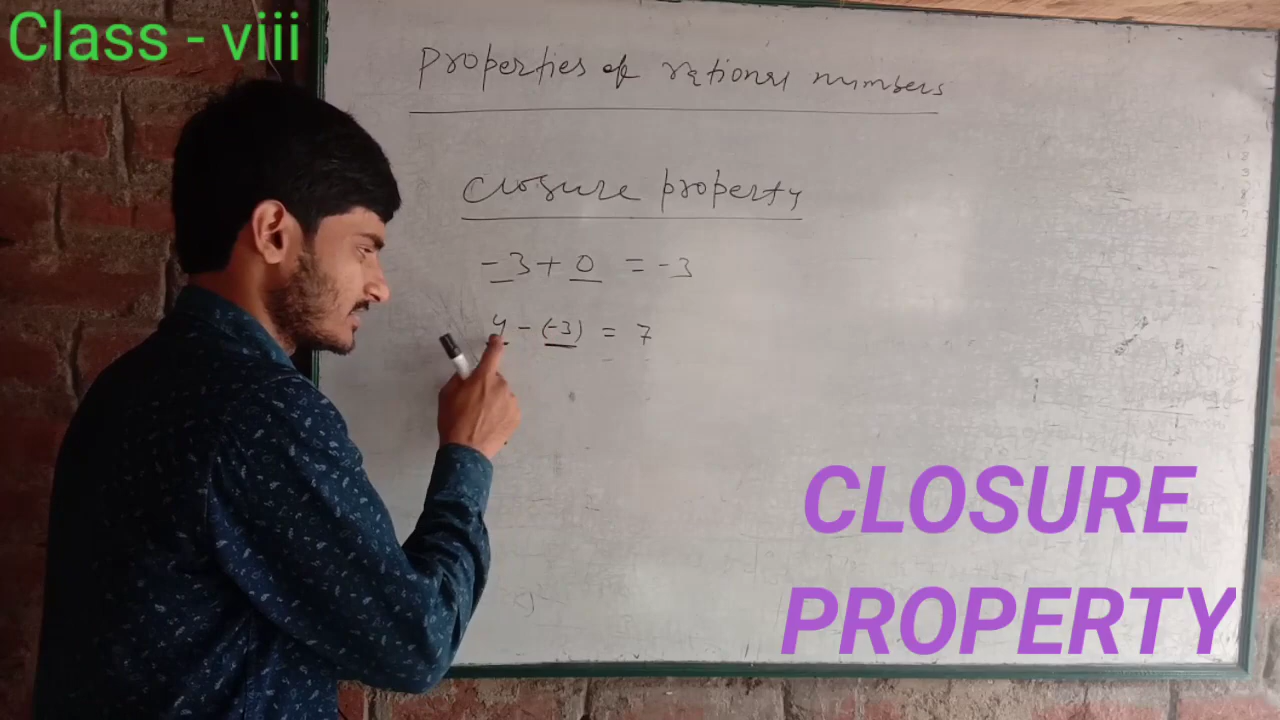 Class - viii
Properties of rational numbers
closure property
-3 + 0 = -3
4 - (-3) = 7
CLOSURE
PROPERTY